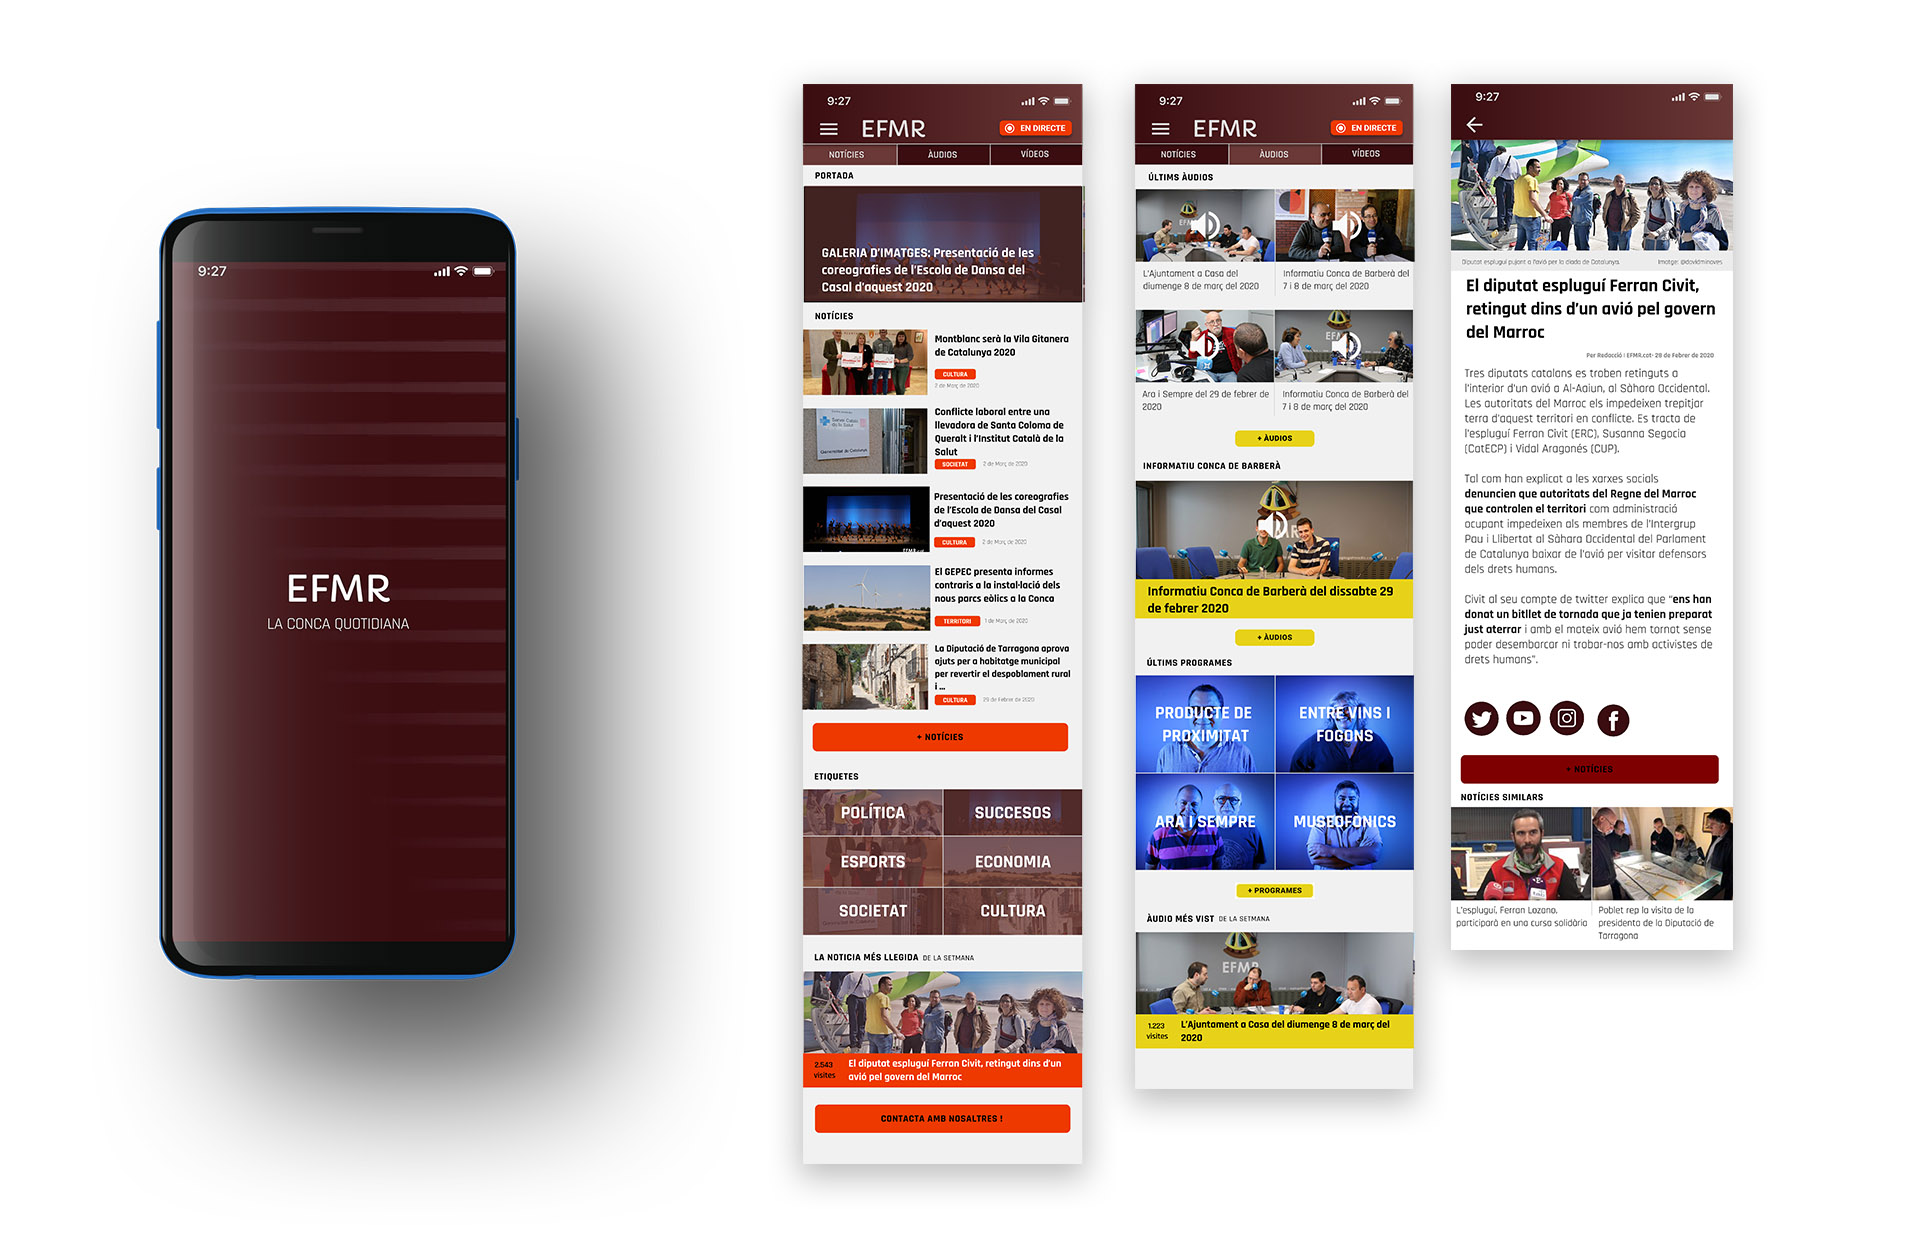 9:27
EFMR
LA CONCA QUOTIDIANA
9:27
EFMR
EN DIRECTE
NOTÍCIES
ÀUDIOS
VÍDEOS
PORTADA
GALERIA D'IMATGES: Presentació de les
coreografies de l'Escola de Dansa del
Casal d'aquest 2020
NOTÍCIES
Montblanc serà la Vila Gitanera
de Catalunya 2020
CULTURA
2 de Març de 2020
Conflicte laboral entre una
llevadora de Santa Coloma de
Queralt i l'Institut Català de la
Salut
SOCIETAT
2 de Març de 2020
Presentació de les coreografies
de l'Escola de Dansa del Casal
d'aquest 2020
CULTURA
2 de Març de 2020
EFMR.cat
El GEPEC presenta informes
contraris a la instal·lació dels
nous parcs eòlics a la Conca
TERRITORI
1 de Març de 2020
La Diputació de Tarragona aprova
ajuts per a habitatge municipal
per revertir el despoblament rural
i ...
CULTURA
29 de Febrer de 2020
+ NOTÍCIES
ETIQUETES
POLÍTICA
SUCCESOS
ESPORTS
ECONOMIA
SOCIETAT
CULTURA
LA NOTICIA MÉS LLEGIDA DE LA SETMANA
2.543
visites
El diputat espluguí Ferran Civit, retingut dins d'un
avió pel govern del Marroc
CONTACTA AMB NOSALTRES !
9:27
EFMR
EN DIRECTE
NOTÍCIES
ÀUDIOS
VÍDEOS
ÚLTIMS ÀUDIOS
L'Ajuntament a Casa del
diumenge 8 de març del 2020
Informatiu Conca de Barberà del
7 i 8 de març del 2020
Ara i Sempre del 29 de febrer de
2020
Informatiu Conca de Barberà del
7 i 8 de març del 2020
+ ÀUDIOS
INFORMATIU CONCA DE BARBERÀ
Informatiu Conca de Barberà del dissabte 29
de febrer 2020
+ ÀUDIOS
ÚLTIMS PROGRAMES
PRODUCTE DE
PROXIMITAT
ENTRE VINS I
FOGONS
ARA I SEMPRE
MUSEOFÒNICS
+ PROGRAMES
ÀUDIO MÉS VIST DE LA SETMANA
EFMR
1.223
visites
L'Ajuntament a Casa del diumenge 8 de març del
2020
9:27
Diputat espluguí pujant a l'avió per la diada de Catalunya.
Imatge: @davidminoves
El diputat espluguí Ferran Civit,
retingut dins d'un avió pel govern
del Marroc
Per Redacció | EFMR.cat- 29 de Febrer de 2020
Tres diputats catalans es troben retinguts a
l'interior d'un avió a Al-Aaiun, al Sàhara Occidental.
Les autoritats del Marroc els impedeixen trepitjar
terra d'aquest territori en conflicte. Es tracta de
l'espluguí Ferran Civit (ERC), Susanna Segocia
(CatECP) i Vidal Aragonés (CUP).
Tal com han explicat a les xarxes socials
denuncien que autoritats del Regne del Marroc
que controlen el territori com administració
ocupant impedeixen als membres de l'Intergrup
Pau i Llibertat al Sàhara Occidental del Parlament
de Catalunya baixar de l'avió per visitar defensors
dels drets humans.
Civit al seu compte de twitter explica que "ens han
donat un bitllet de tornada que ja tenien preparat
just aterrar i amb el mateix avió hem tornat sense
poder desembarcar ni trobar-nos amb activistes de
drets humans".
+ NOTÍCIES
NOTÍCIES SIMILARS
L'espluguí, Ferran Lozano,
participarà en una cursa solidària
Poblet rep la visita de la
presidenta de la Diputació de
Tarragona